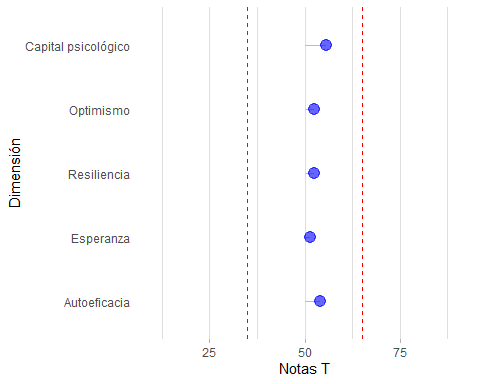 Capital psicológico
Optimismo
Resiliencia
Esperanza
Autoeficacia
Dimensión
25 50 75
Notas T